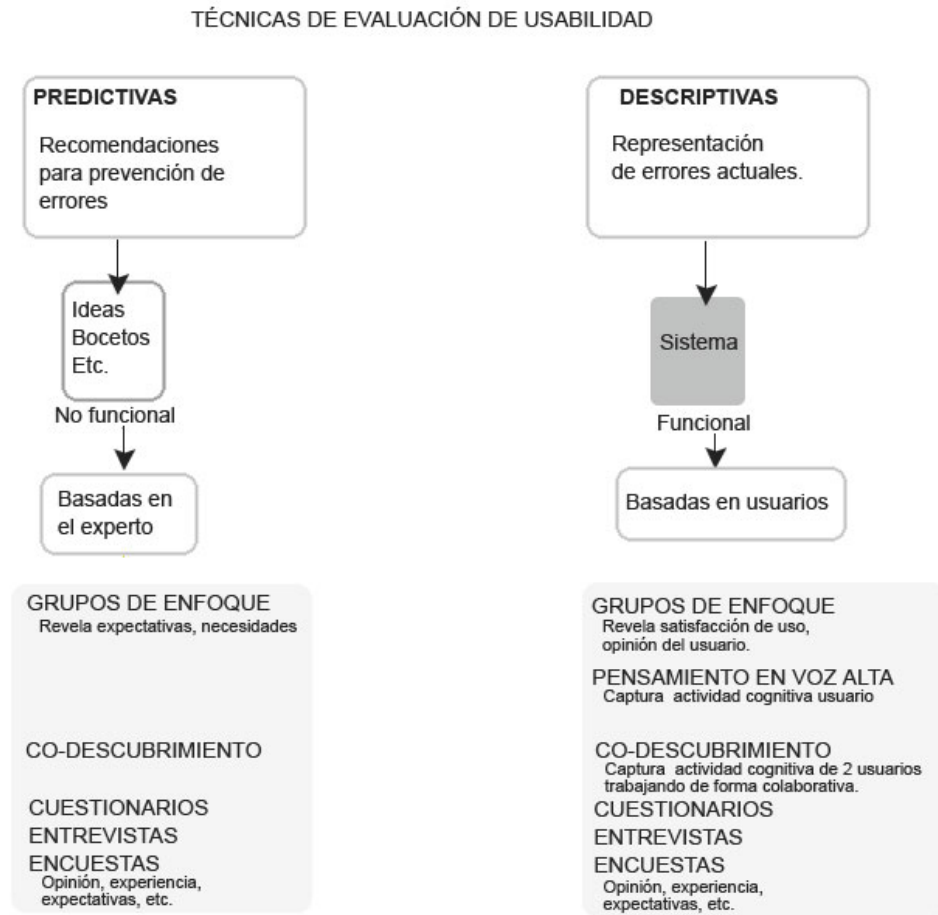 TÉCNICAS DE EVALUACIÓN DE USABILIDAD
PREDICTIVAS
Recomendaciones
para prevención de
errores
Ideas
Bocetos
Etc.
No funcional
Basadas en
el experto
GRUPOS DE ENFOQUE
Revela expectativas, necesidades
CO-DESCUBRIMIENTO
CUESTIONARIOS
ENTREVISTAS
ENCUESTAS
Opinión, experiencia,
expectativas, etc.
DESCRIPTIVAS
Representación
de errores actuales.
Sistema
Funcional
Basadas en usuarios
GRUPOS DE ENFOQUE
Revela satisfacción de uso,
opinión del usuario.
PENSAMIENTO EN VOZ ALTA
Captura actividad cognitiva usuario
CO-DESCUBRIMIENTO
Captura actividad cognitiva de 2 usuarios
trabajando de forma colaborativa.
CUESTIONARIOS
ENTREVISTAS
ENCUESTAS
Opinión, experiencia,
expectativas, etc.